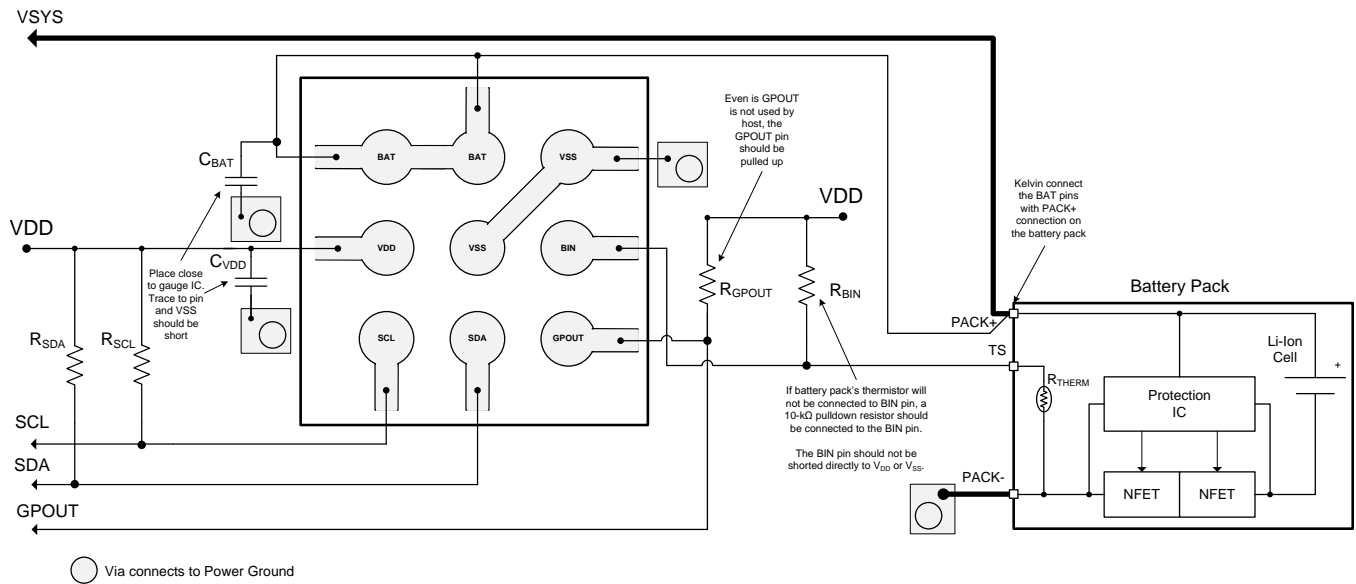 VSYS
Even is GPOUT
is not used by
host, the
GPOUT pin
should be
pulled up
CBAT
BAT
BAT
VSS
Kelvin connect
the BAT pins
with PACK+
connection on
the battery pack
VDD
VDD
CVDD
Place close
to gauge IC.
Trace to pin
and VSS
should be
short
VDD
VSS
BIN
RGPOUT
RBIN
Battery Pack
PACK+
RSDA
RSCL
SCL
SDA
GPOUT
TS
Li-Ion
Cell
+
RTHERM
Protection
IC
If battery pack's thermistor will
not be connected to BIN pin, a
10-kΩ pulldown resistor should
be connected to the BIN pin.
The BIN pin should not be
shorted directly to VDD or VSS.
SCL
SDA
PACK-
NFET
NFET
GPOUT
Via connects to Power Ground